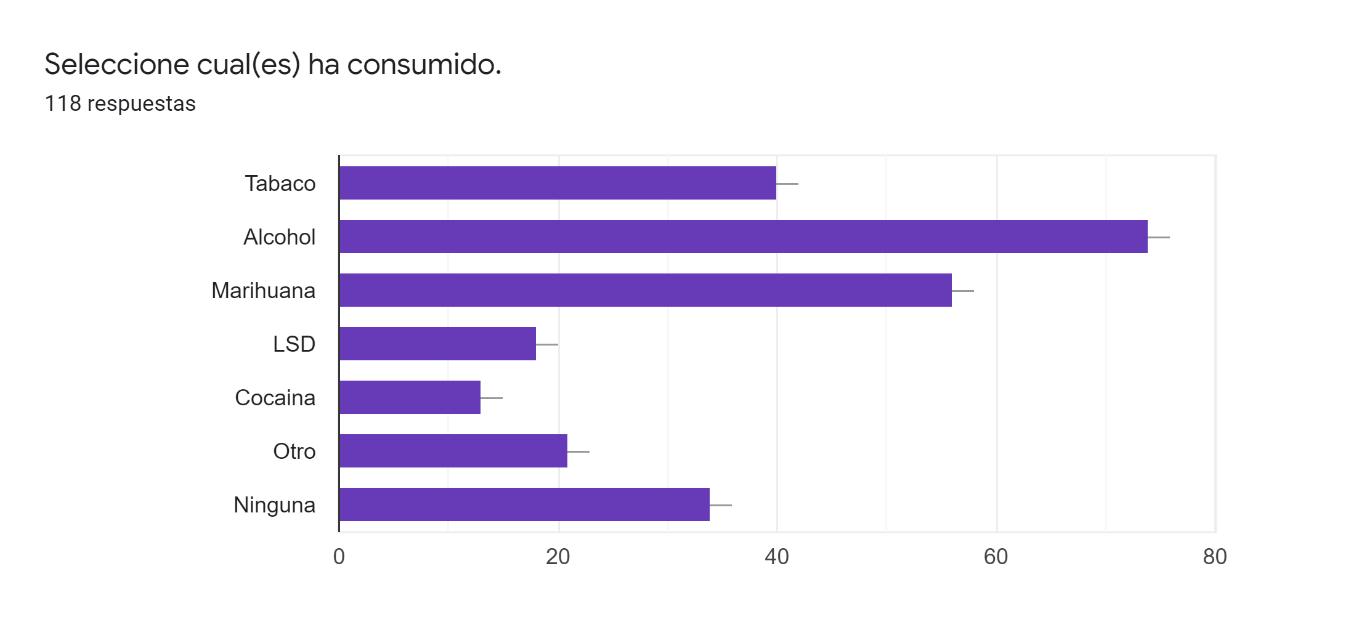 Seleccione cual(es) ha consumido.
118 respuestas
Tabaco
Alcohol
Marihuana
LSD
Cocaina
Otro
Ninguna
0 20 40 60 80